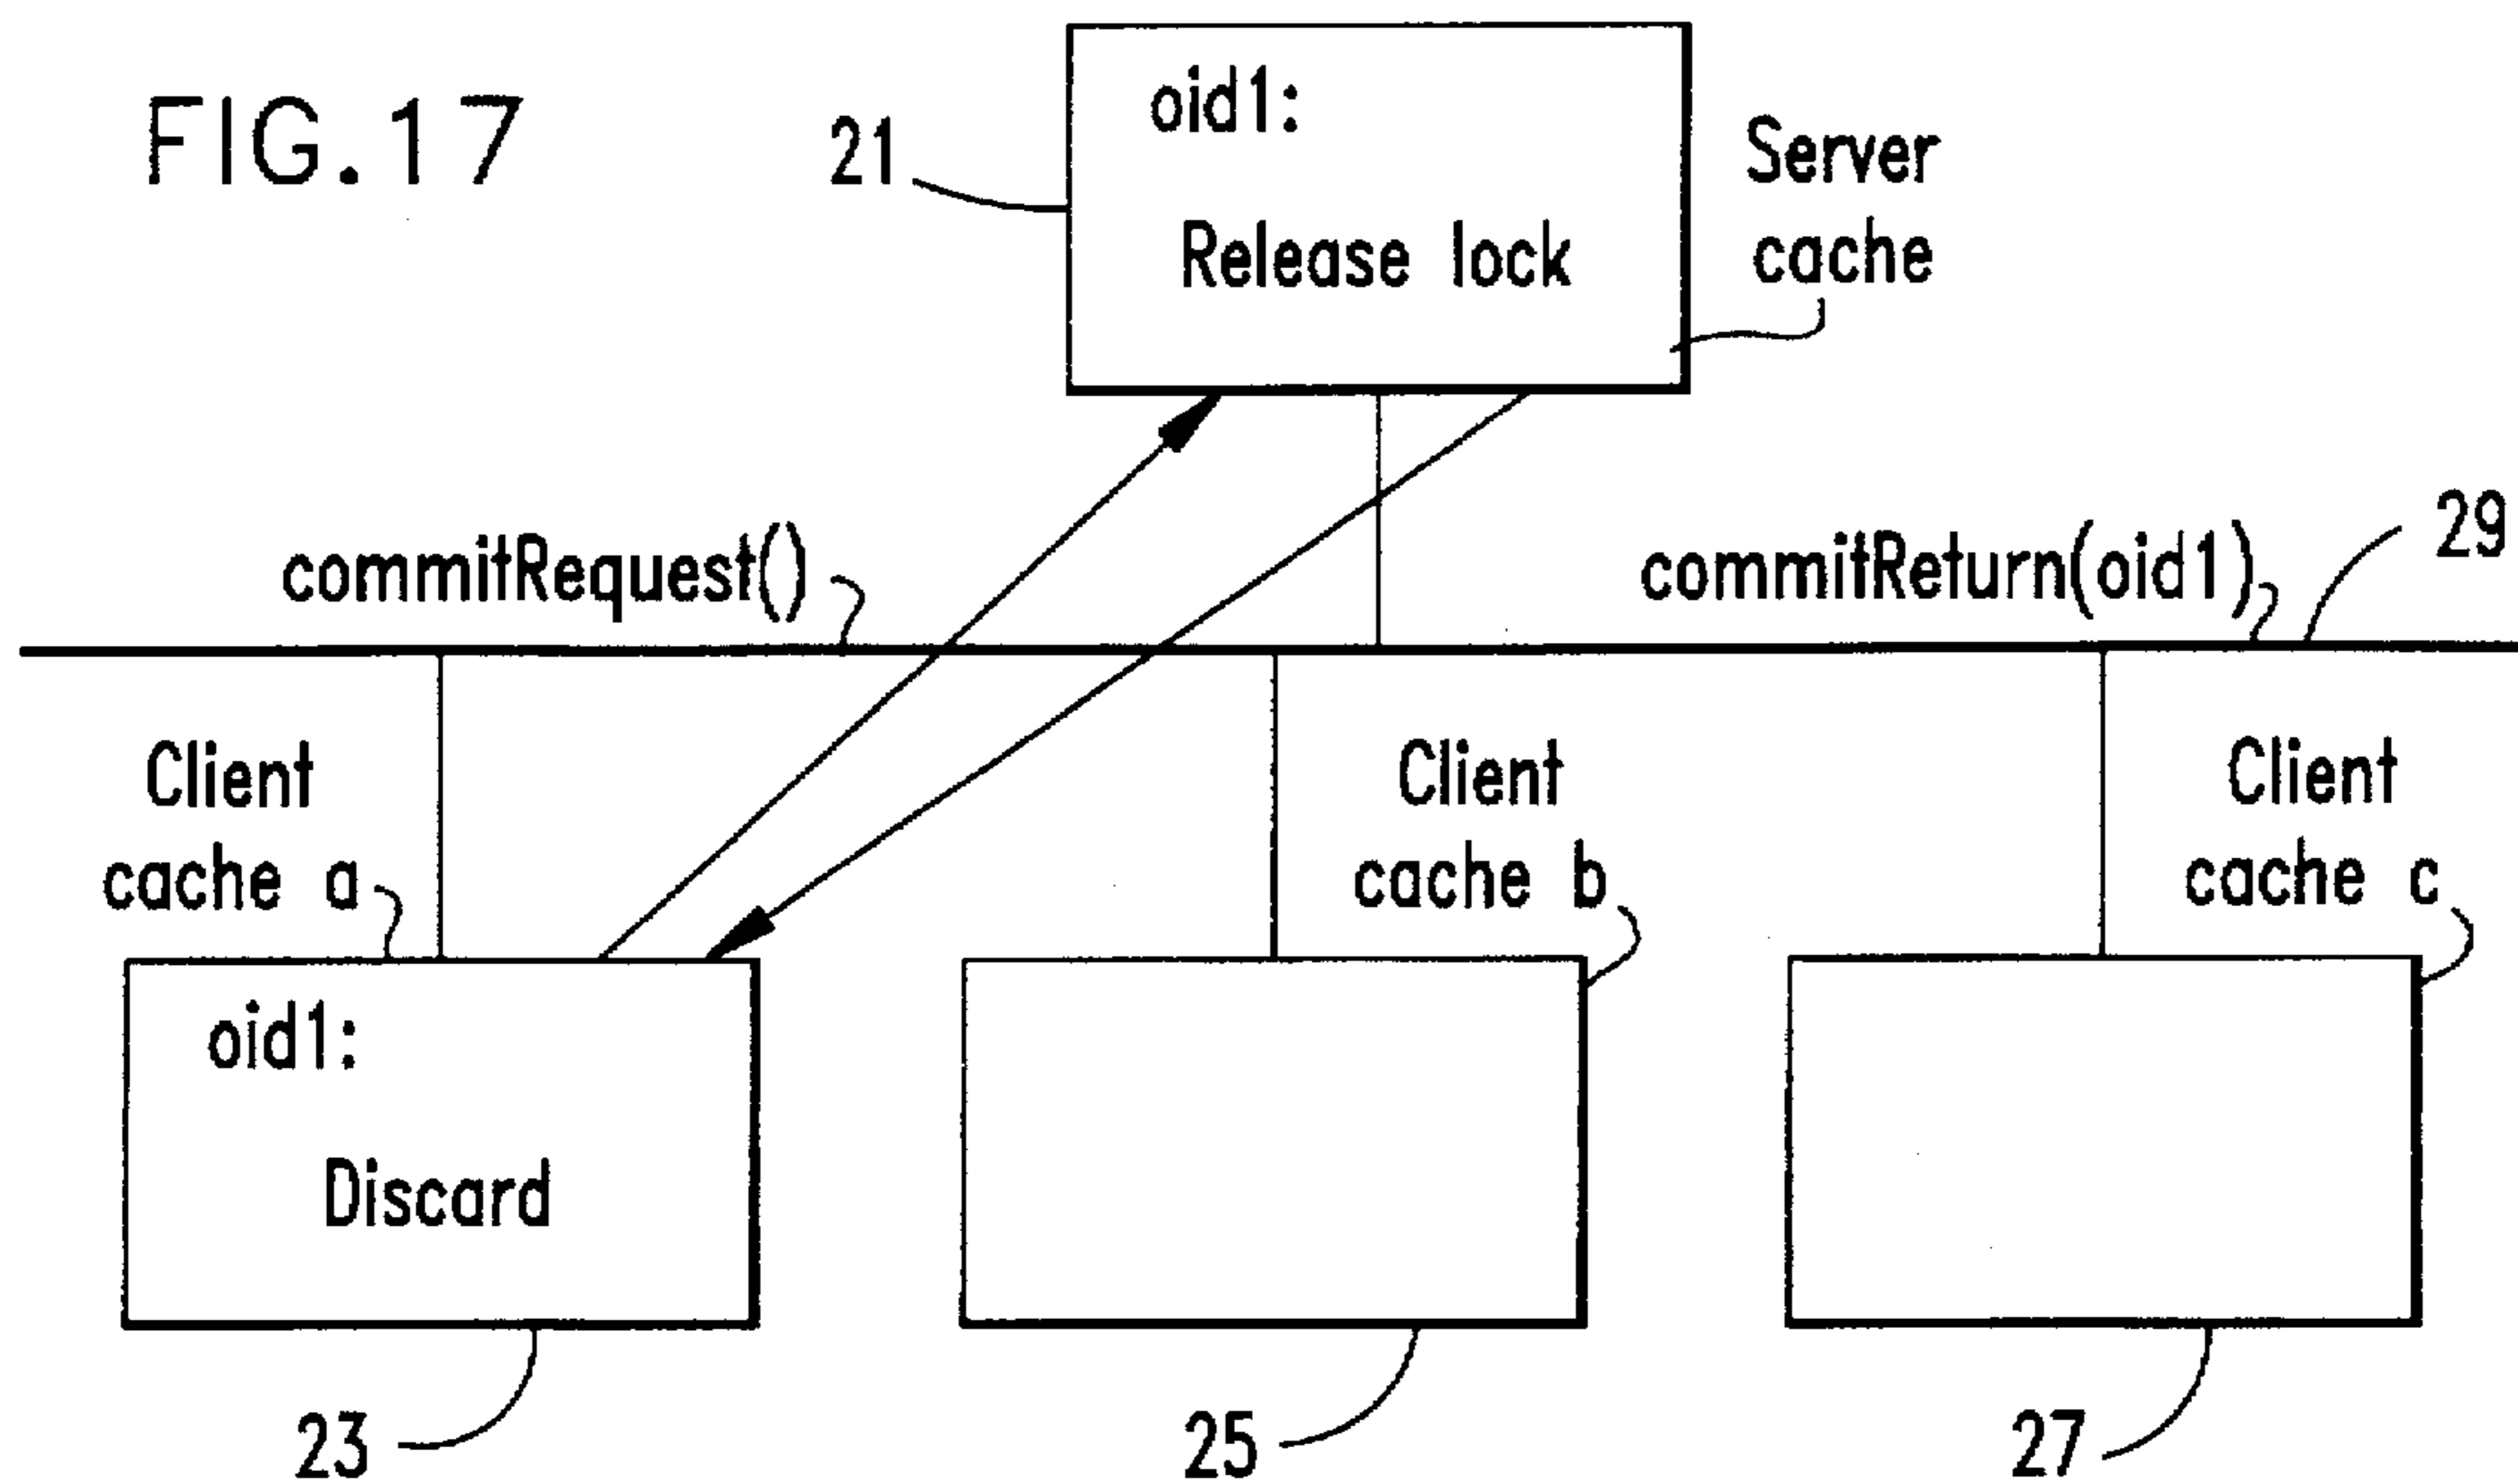 FIG.17
21
oid1:
Release lock
Server
cache
commitRequest()
commitReturn(oid1)
29
Client
cache a
Client
cache b
Client
cache c
oid1:
Discard
23
25
27